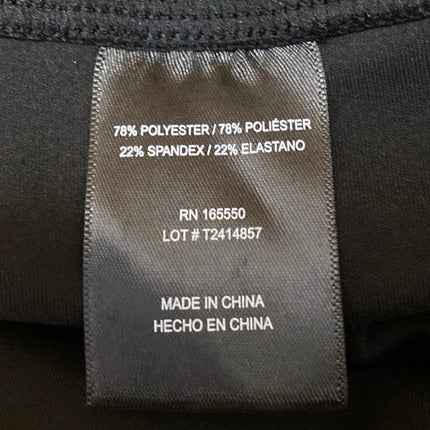 78% POLYESTER / 78% POLIÉSTER
22% SPANDEX / 22% ELASTANO
RN 165550
LOT # T2414857
MADE IN CHINA
HECHO EN CHINA